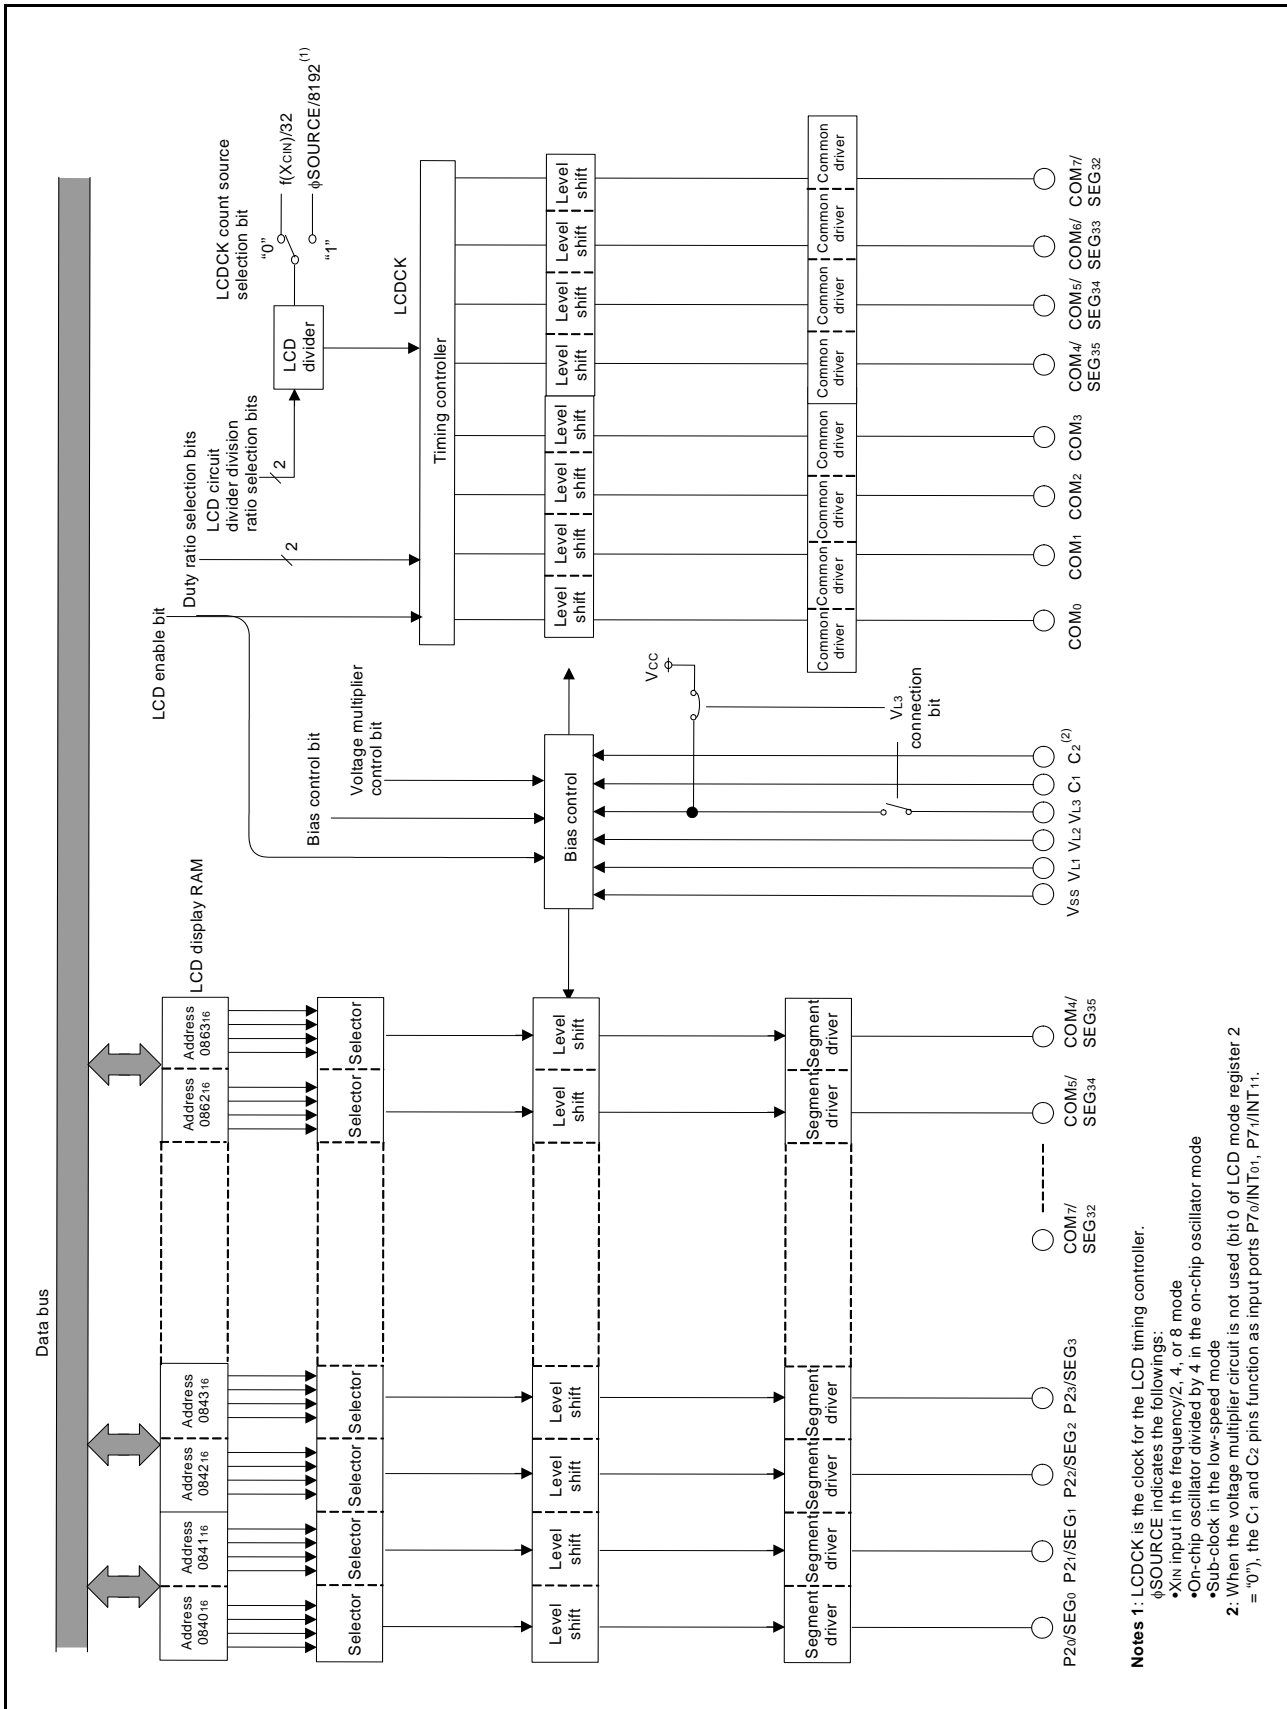 Data bus
Address
0840₁₆
Address
0841₁₆
Address
0842₁₆
Address
0843₁₆
Address
0862₁₆
Address
0863₁₆
LCD display RAM
Selector
Selector
Selector
Selector
Selector
Selector
Level
shift
Level
shift
Level
shift
Level
shift
Level
shift
Level
shift
Segment
driver
Segment
driver
Segment
driver
Segment
driver
Segment
driver
Segment
driver
P2₀/SEG₀
P2₁/SEG₁
P2₂/SEG₂
P2₃/SEG₃
COM₇/
SEG₃₂
COM₅/
SEG₃₄
COM₄/
SEG₃₅
LCD enable bit
Duty ratio selection bits
2
LCD circuit
divider division
ratio selection bits
2
LCDCK count source
selection bit
"0"
"1"
f(XCIN)/32
ϕSOURCE/8192⁽¹⁾
LCD
divider
LCDCK
Bias control bit
Voltage multiplier
control bit
Bias control
Timing controller
Level
shift
Level
shift
Level
shift
Level
shift
Level
shift
Level
shift
Level
shift
Level
shift
VCC
VL3
connection
bit
Common
driver
Common
driver
Common
driver
Common
driver
Common
driver
Common
driver
Common
driver
Common
driver
VSS
VL1
VL2
VL3
C₁
C₂⁽²⁾
COM₀
COM₁
COM₂
COM₃
COM₄/
SEG₃₅
COM₅/
SEG₃₄
COM₆/
SEG₃₃
COM₇/
SEG₃₂
Notes 1: LCDCK is the clock for the LCD timing controller.
ϕSOURCE indicates the followings:
•XIN input in the frequency/2, 4, or 8 mode
•On-chip oscillator divided by 4 in the on-chip oscillator mode
•Sub-clock in the low-speed mode
2: When the voltage multiplier circuit is not used (bit 0 of LCD mode register 2
= "0"), the C₁ and C₂ pins function as input ports P7₀/INT₀₁, P7₁/INT₁₁.